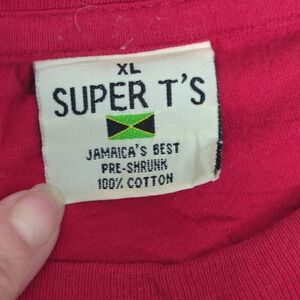 XL
SUPER T'S
JAMAICA'S BEST
PRE-SHRUNK
100% COTTON